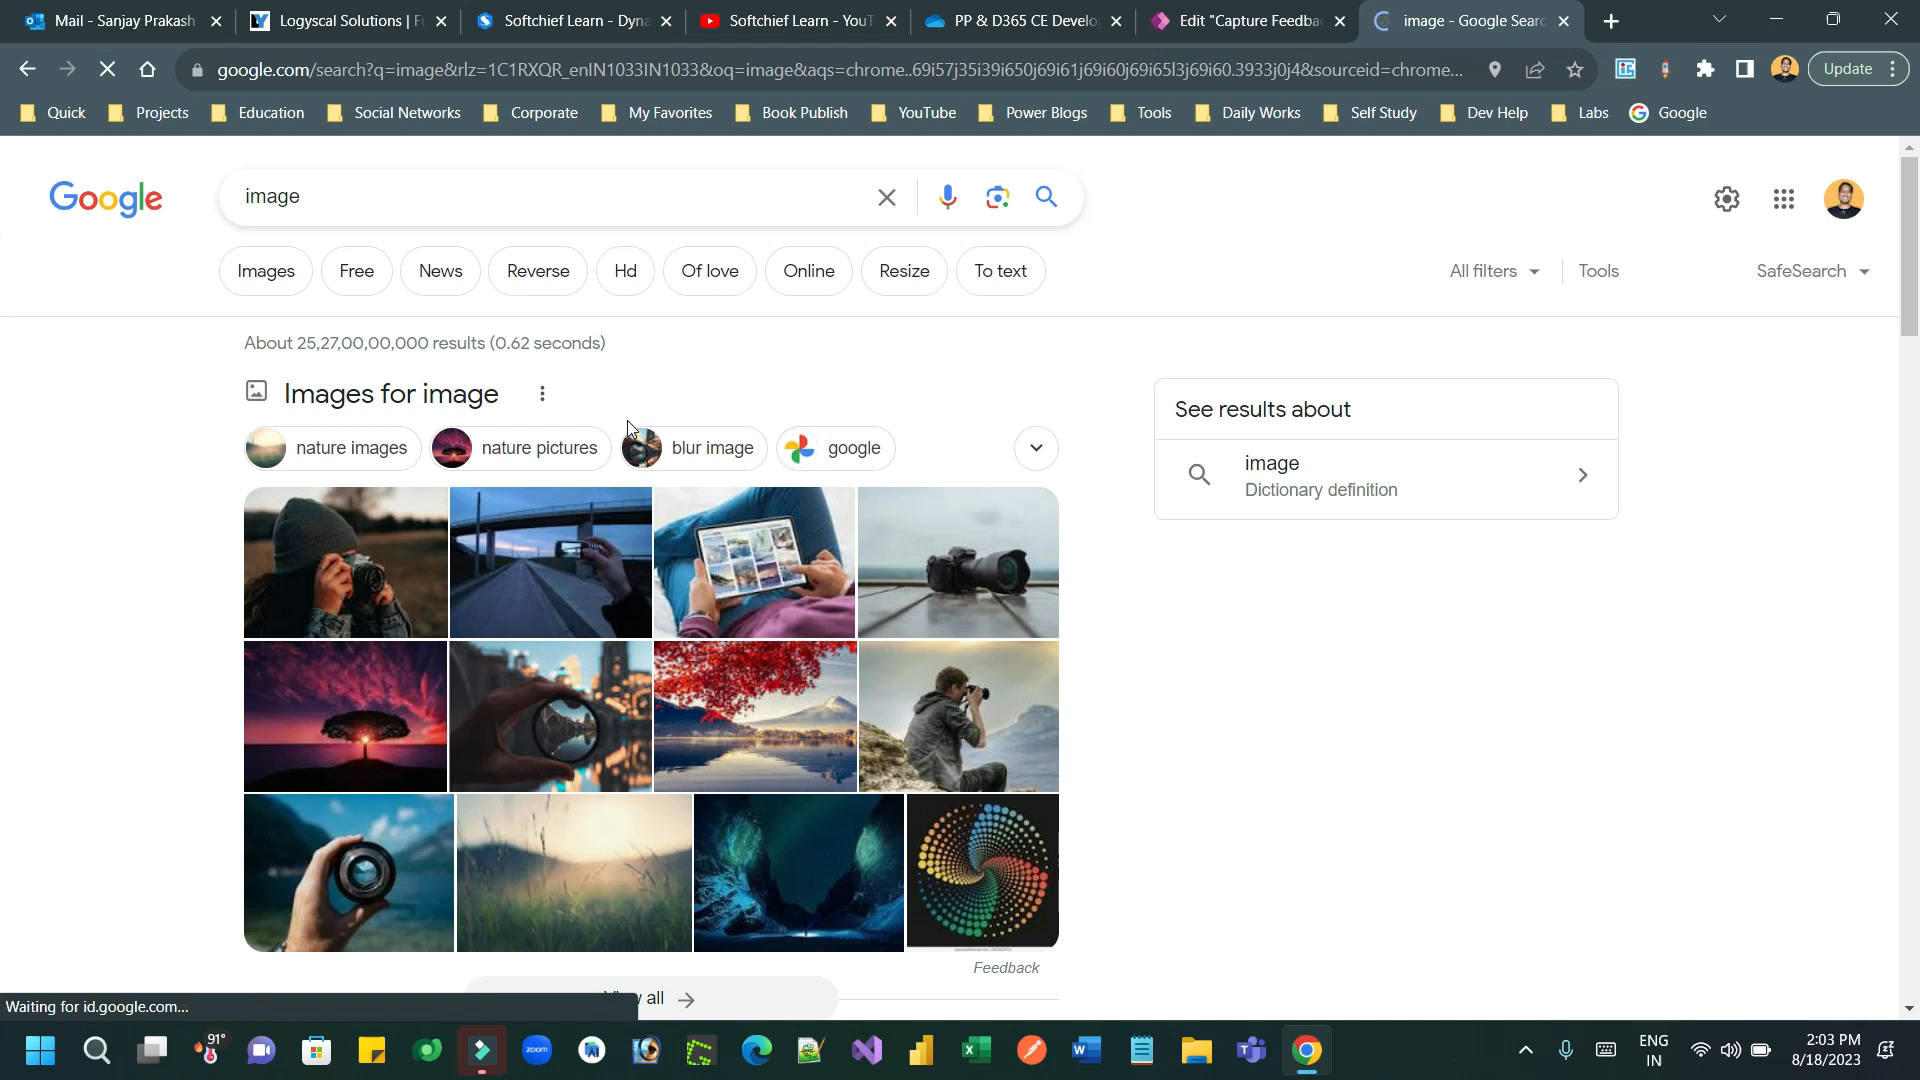 Mail - Sanjay Prakash
Logyscal Solutions | F
Softchief Learn - Dyna
Softchief Learn - YouT
PP & D365 CE Develo
Edit "Capture Feedba
image - Google Searc
google.com/search?q=image&rlz=1C1RXQR_enIN1033IN1033&oq=image&aqs=chrome..69i57j35i39i650j69i61j69i60j69i65l3j69i60.3933j0j4&sourceid=chrome...
Update
Quick
Projects
Education
Social Networks
Corporate
My Favorites
Book Publish
YouTube
Power Blogs
Tools
Daily Works
Self Study
Dev Help
Labs
Google
Google
image
Images
Free
News
Reverse
Hd
Of love
Online
Resize
To text
All filters
Tools
SafeSearch
About 25,27,00,00,000 results (0.62 seconds)
Images for image
See results about
nature images
nature pictures
blur image
google
image
Dictionary definition
Feedback
all
Waiting for id.google.com...
91°
zoom
ENG
IN
2:03 PM
8/18/2023